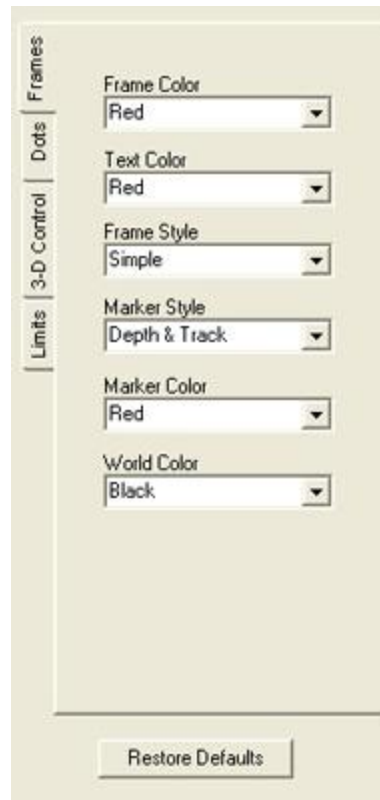 Frames
Dots
3-D Control
Limits
Frame Color
Red
Text Color
Red
Frame Style
Simple
Marker Style
Depth & Track
Marker Color
Red
World Color
Black
Restore Defaults